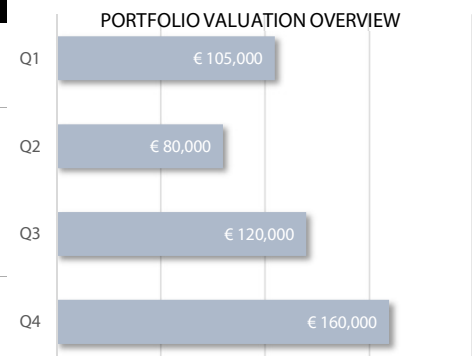 PORTFOLIO VALUATION OVERVIEW
Q1 € 105,000
Q2 € 80,000
Q3 € 120,000
Q4 € 160,000